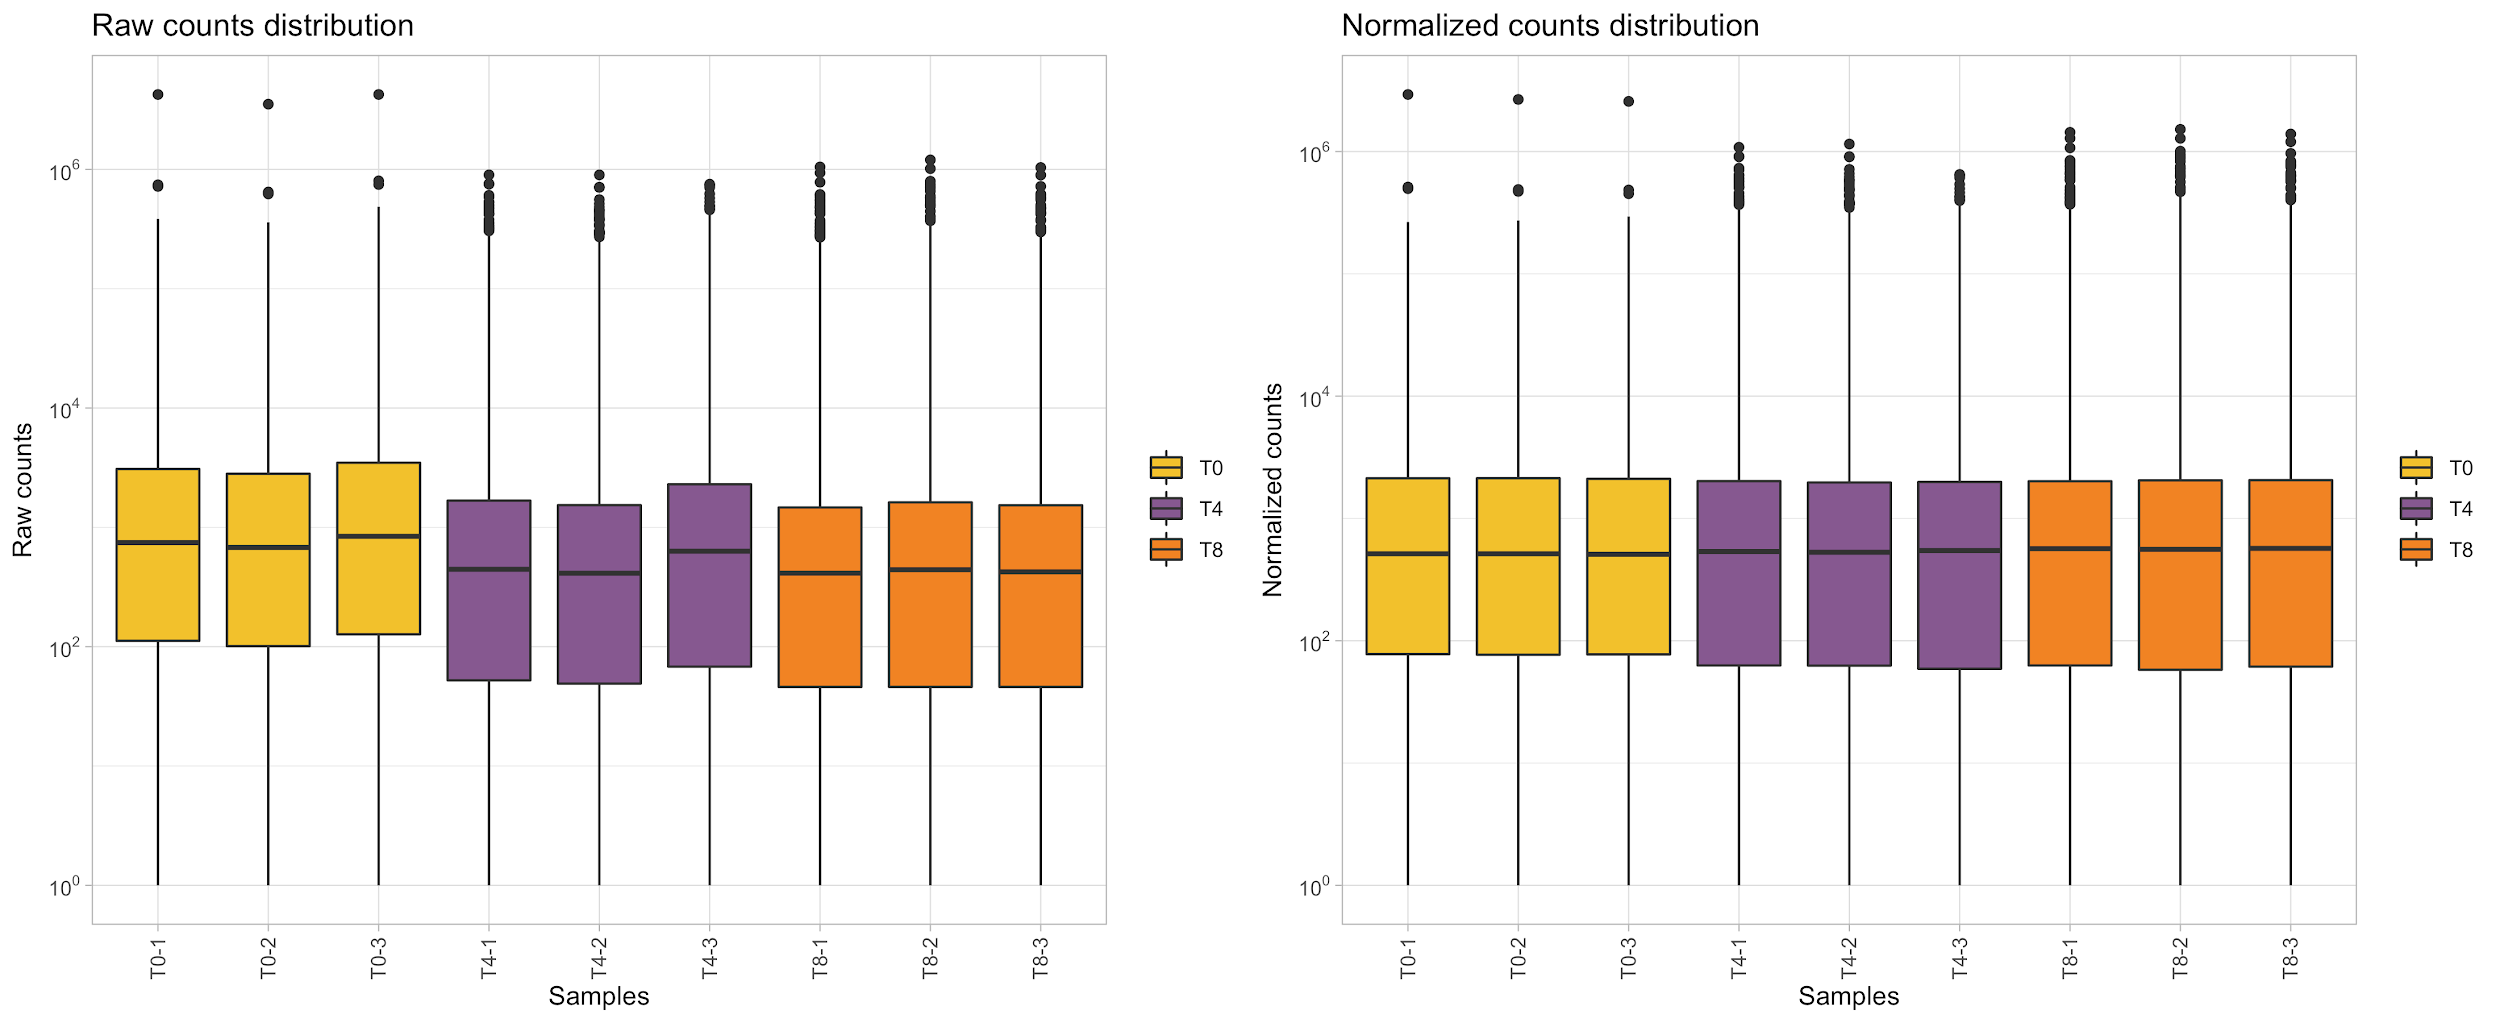 Raw counts distribution
Raw counts
10^6
10^4
10^2
10^0
T0-1
T0-2
T0-3
T4-1
T4-2
T4-3
T8-1
T8-2
T8-3
Samples
T0
T4
T8
Normalized counts distribution
Normalized counts
10^6
10^4
10^2
10^0
T0-1
T0-2
T0-3
T4-1
T4-2
T4-3
T8-1
T8-2
T8-3
Samples
T0
T4
T8